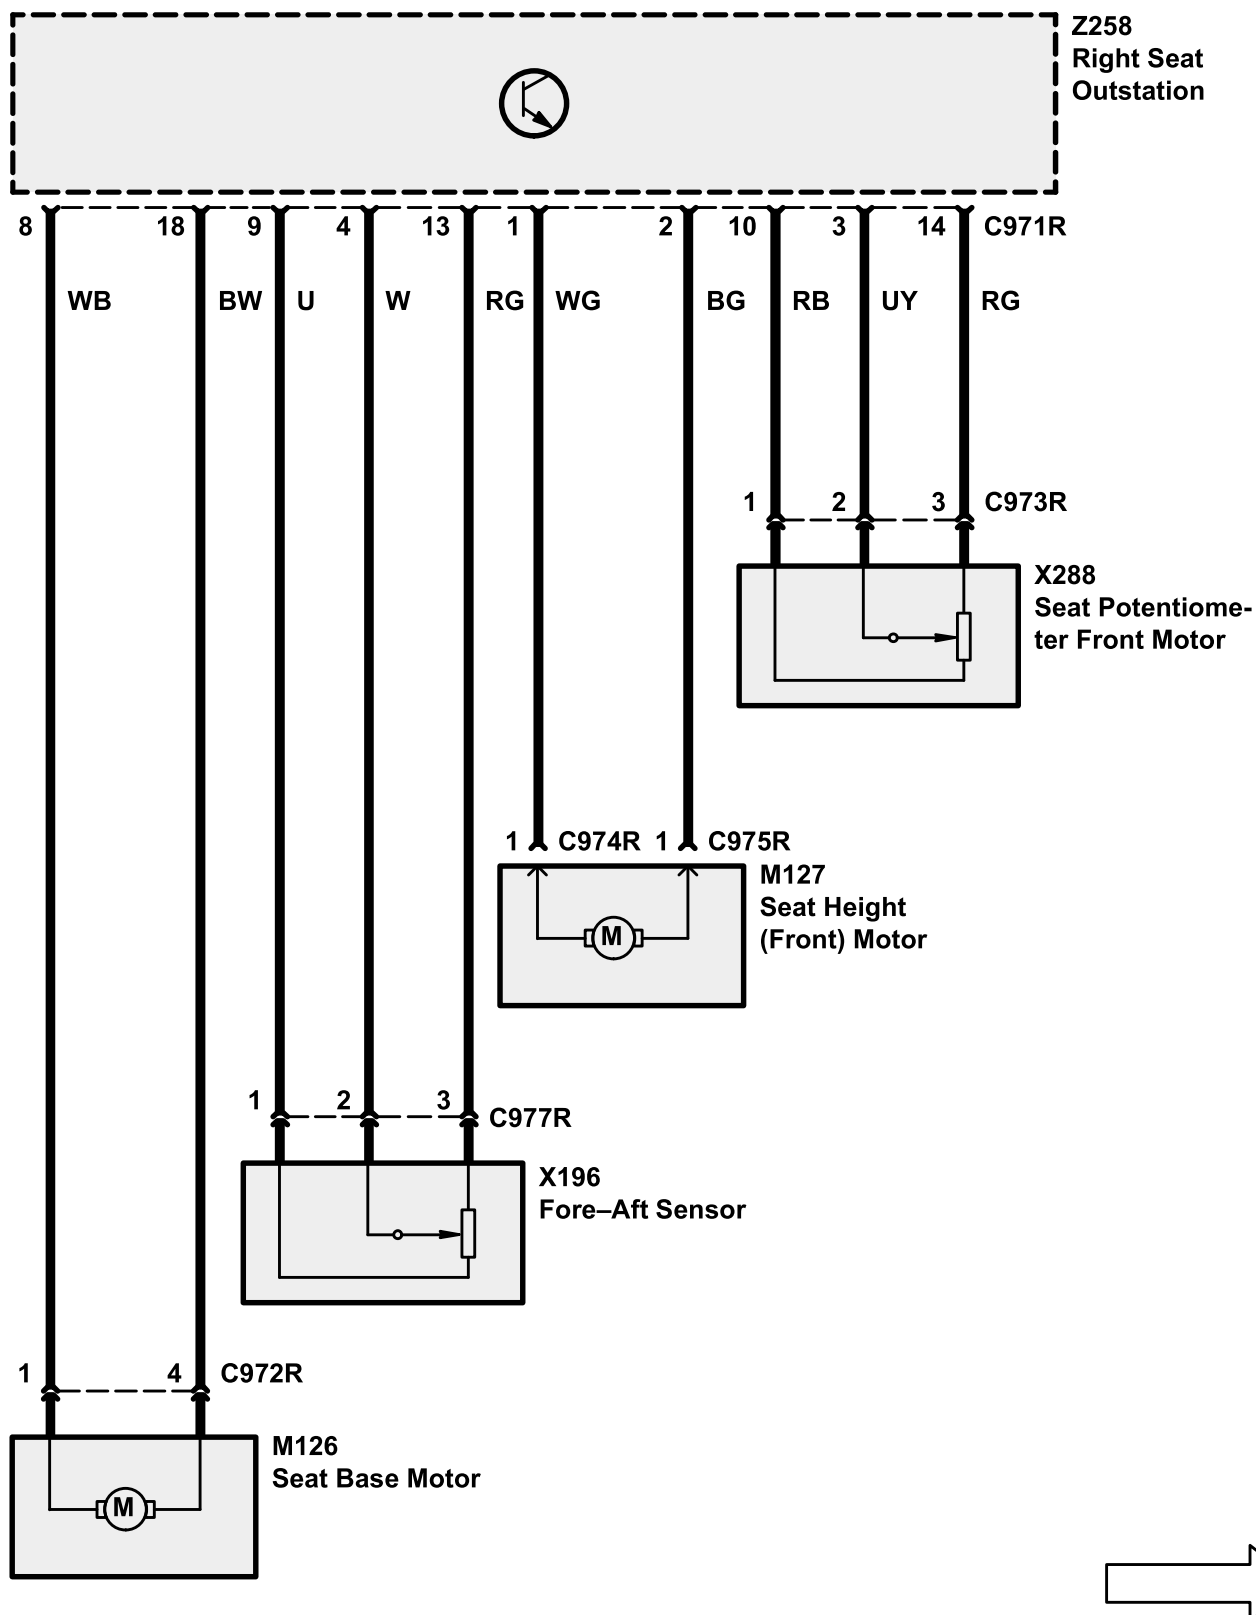 Z258
Right Seat
Outstation
8 18 9 4 13 1 2 10 3 14 C971R
WB BW U W RG WG BG RB UY RG
1 2 3 C973R
X288
Seat Potentiome-
ter Front Motor
1 C974R 1 C975R
M127
Seat Height
(Front) Motor
M
1 2 3
C977R
X196
Fore–Aft Sensor
1 4 C972R
M126
Seat Base Motor
M